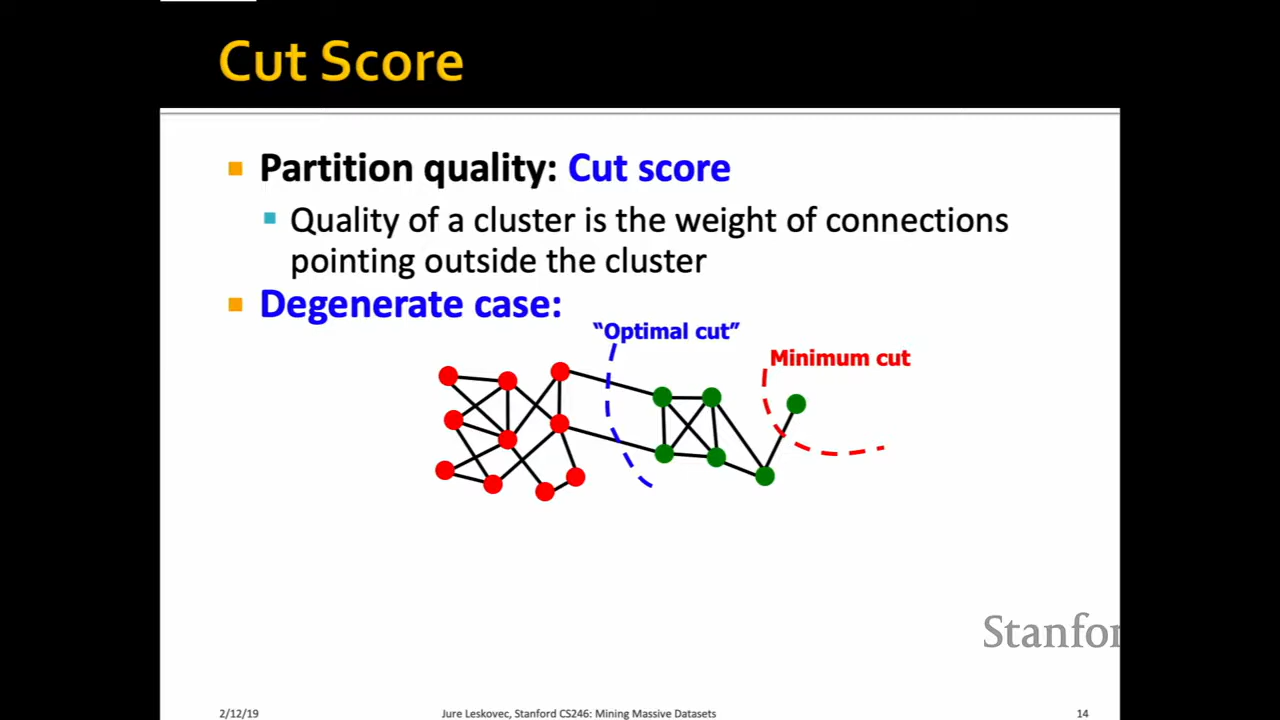 Cut Score
Partition quality: Cut score
Quality of a cluster is the weight of connections
pointing outside the cluster
Degenerate case:
"Optimal cut"
Minimum cut
Stanfor
2/12/19
Jure Leskovec, Stanford CS246: Mining Massive Datasets
14